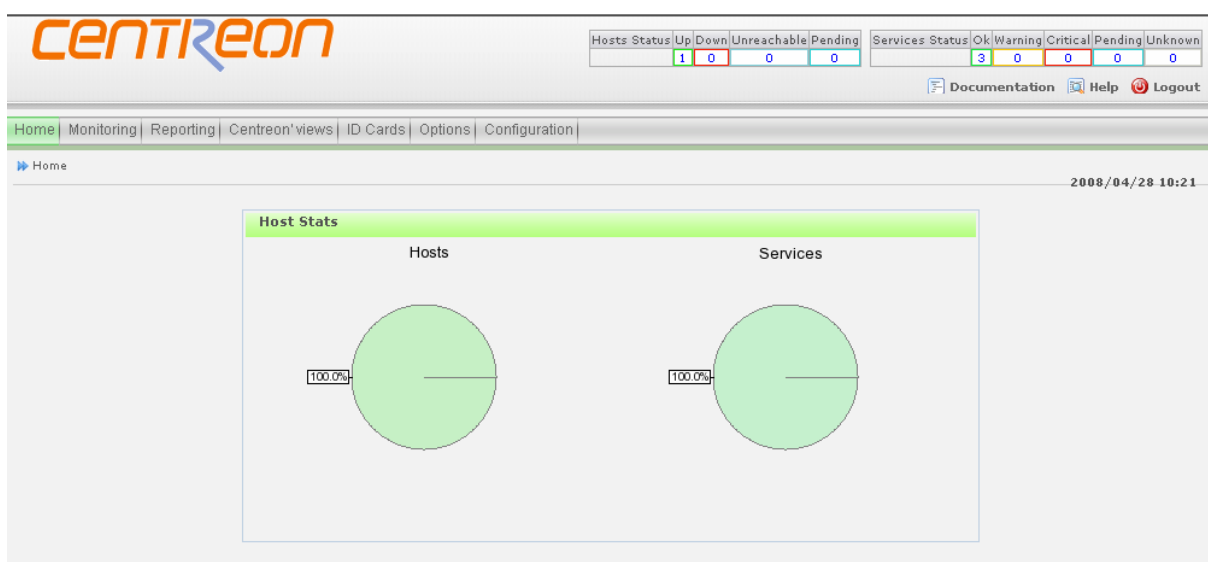 centreon
Hosts Status Up Down Unreachable Pending
1 0 0 0
Services Status Ok Warning Critical Pending Unknown
3 0 0 0 0
Documentation Help Logout
Home Monitoring Reporting Centreon'views ID Cards Options Configuration
Home
2008/04/28 10:21
Host Stats
Hosts
Services
100.0%
100.0%